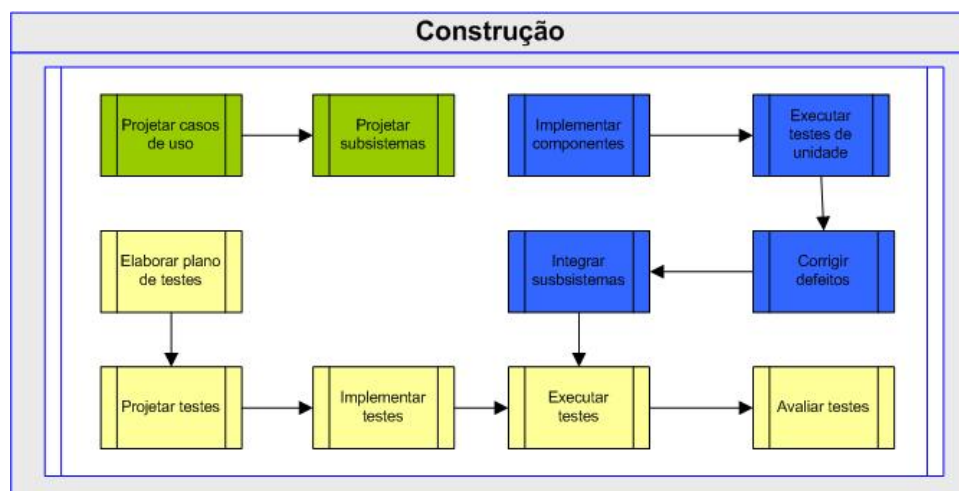 Construção
Projetar casos
de uso
Projetar
subsistemas
Implementar
componentes
Executar
testes de
unidade
Elaborar plano
de testes
Integrar
susbsistemas
Corrigir
defeitos
Projetar testes
Implementar
testes
Executar
testes
Avaliar testes